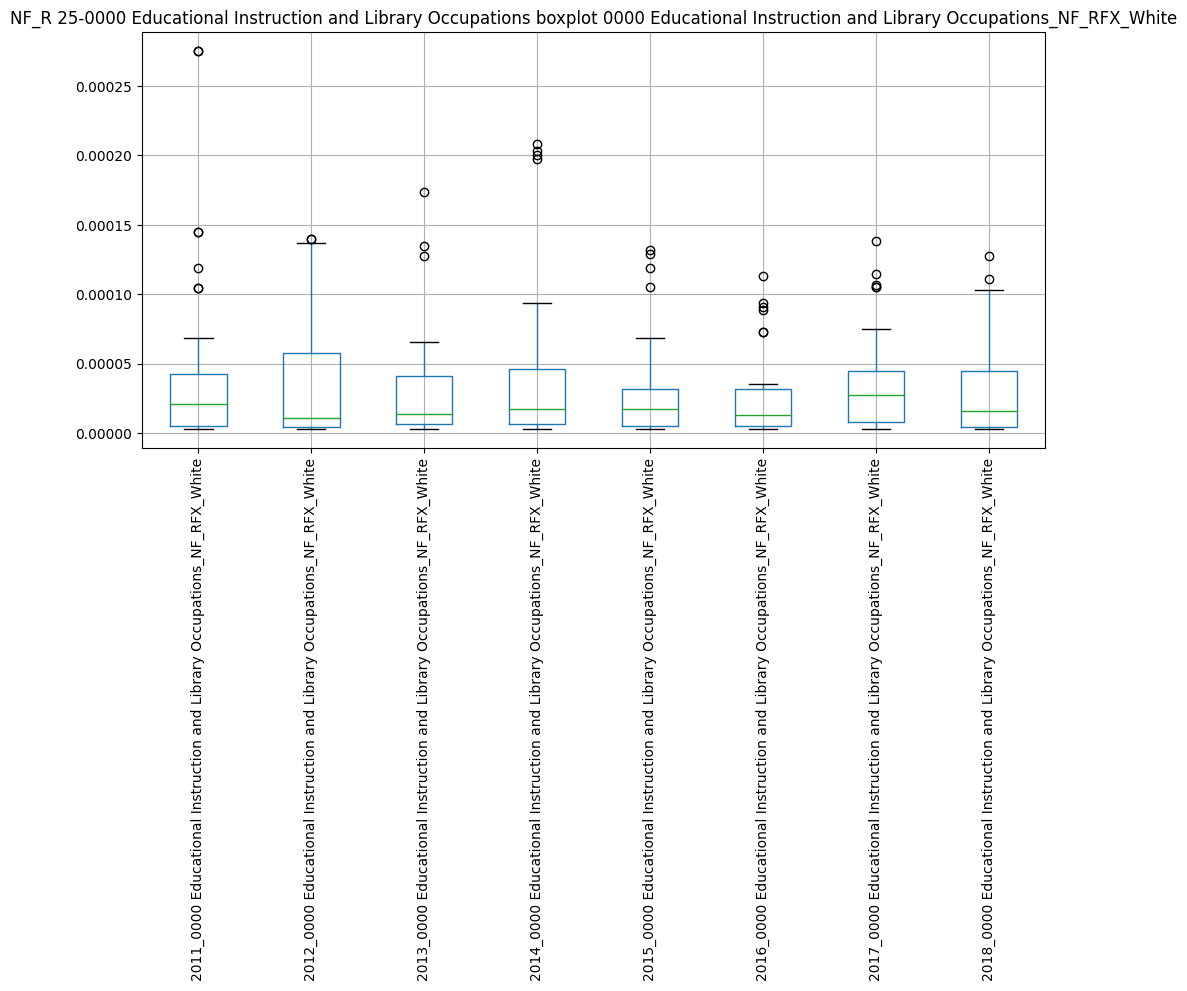 NF_R 25-0000 Educational Instruction and Library Occupations boxplot 0000 Educational Instruction and Library Occupations_NF_RFX_White
0.00025
0.00020
0.00015
0.00010
0.00005
0.00000
2011_0000 Educational Instruction and Library Occupations_NF_RFX_White
2012_0000 Educational Instruction and Library Occupations_NF_RFX_White
2013_0000 Educational Instruction and Library Occupations_NF_RFX_White
2014_0000 Educational Instruction and Library Occupations_NF_RFX_White
2015_0000 Educational Instruction and Library Occupations_NF_RFX_White
2016_0000 Educational Instruction and Library Occupations_NF_RFX_White
2017_0000 Educational Instruction and Library Occupations_NF_RFX_White
2018_0000 Educational Instruction and Library Occupations_NF_RFX_White